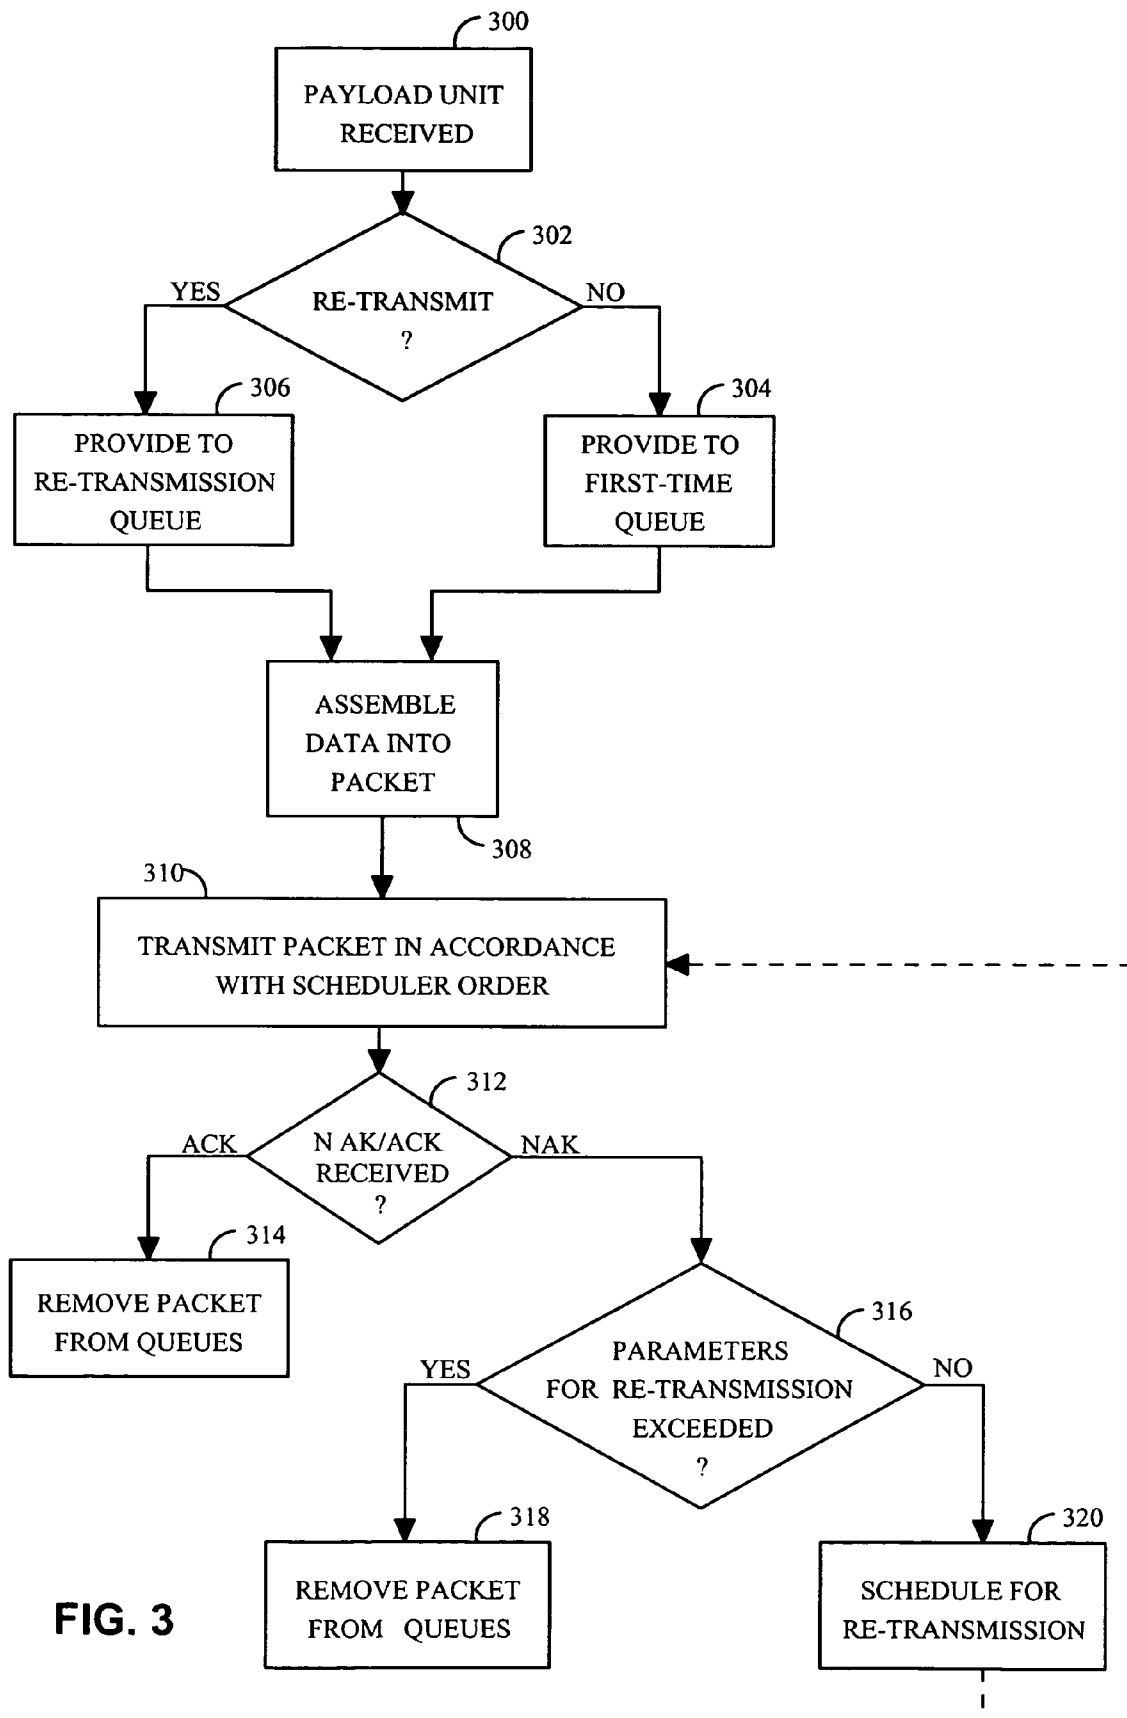 300
PAYLOAD UNIT
RECEIVED
302
YES
RE-TRANSMIT
?
NO
306
PROVIDE TO
RE-TRANSMISSION
QUEUE
304
PROVIDE TO
FIRST-TIME
QUEUE
ASSEMBLE
DATA INTO
PACKET
308
310
TRANSMIT PACKET IN ACCORDANCE
WITH SCHEDULER ORDER
312
ACK
N AK/ACK
RECEIVED
?
NAK
314
REMOVE PACKET
FROM QUEUES
316
YES
PARAMETERS
FOR RE-TRANSMISSION
EXCEEDED
?
NO
318
REMOVE PACKET
FROM QUEUES
320
SCHEDULE FOR
RE-TRANSMISSION
FIG. 3